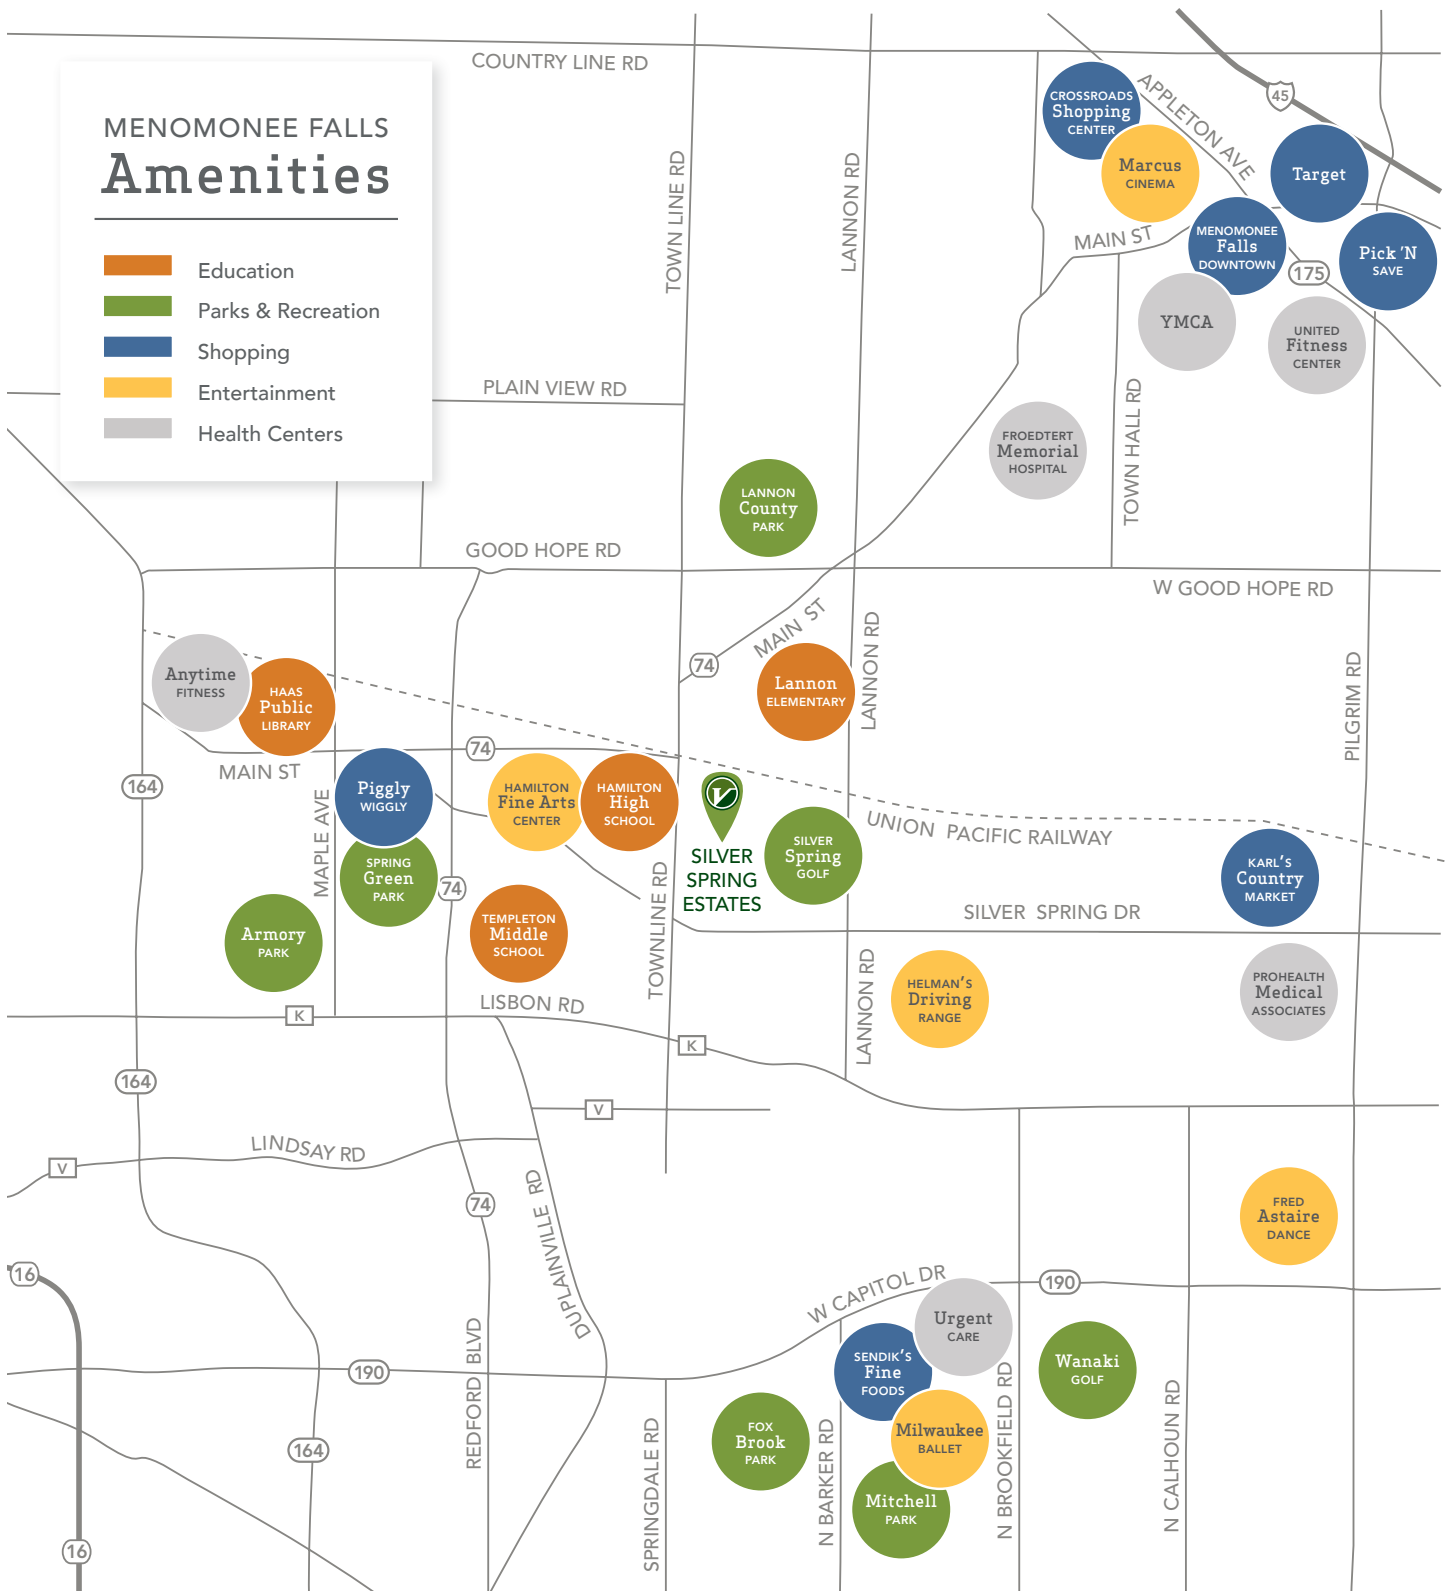 COUNTRY LINE RD
MENOMONEE FALLS
Amenities
Education
Parks & Recreation
Shopping
Entertainment
Health Centers
TOWN LINE RD
LANNON RD
CROSSROADS
Shopping
CENTER
APPLETON AVE
45
Marcus
CINEMA
Target
MAIN ST
MENOMONEE
Falls
DOWNTOWN
175
Pick ’N
SAVE
YMCA
UNITED
Fitness
CENTER
PLAIN VIEW RD
TOWN HALL RD
FROEDTERT
Memorial
HOSPITAL
LANNON
County
PARK
GOOD HOPE RD
W GOOD HOPE RD
MAIN ST
74
LANNON RD
PILGRIM RD
Anytime
FITNESS
HAAS
Public
LIBRARY
Lannon
ELEMENTARY
MAIN ST
74
164
MAPLE AVE
Piggly
WIGGLY
HAMILTON
Fine Arts
CENTER
HAMILTON
High
SCHOOL
V
SILVER
SPRING
ESTATES
SILVER
Spring
GOLF
UNION PACIFIC RAILWAY
KARL’S
Country
MARKET
SPRING
Green
PARK
74
TOWNLINE RD
SILVER SPRING DR
Armory
PARK
TEMPLETON
Middle
SCHOOL
LISBON RD
K
K
LANNON RD
HELMAN’S
Driving
RANGE
PROHEALTH
Medical
ASSOCIATES
164
V
LINDSAY RD
V
74
DUPLAINVILLE RD
FRED
Astaire
DANCE
16
W CAPITOL DR
190
Urgent
CARE
REDFORD BLVD
190
SENDIK’S
Fine
FOODS
Wanaki
GOLF
164
SPRINGDALE RD
FOX
Brook
PARK
N BARKER RD
Milwaukee
BALLET
N BROOKFIELD RD
N CALHOUN RD
Mitchell
PARK
16